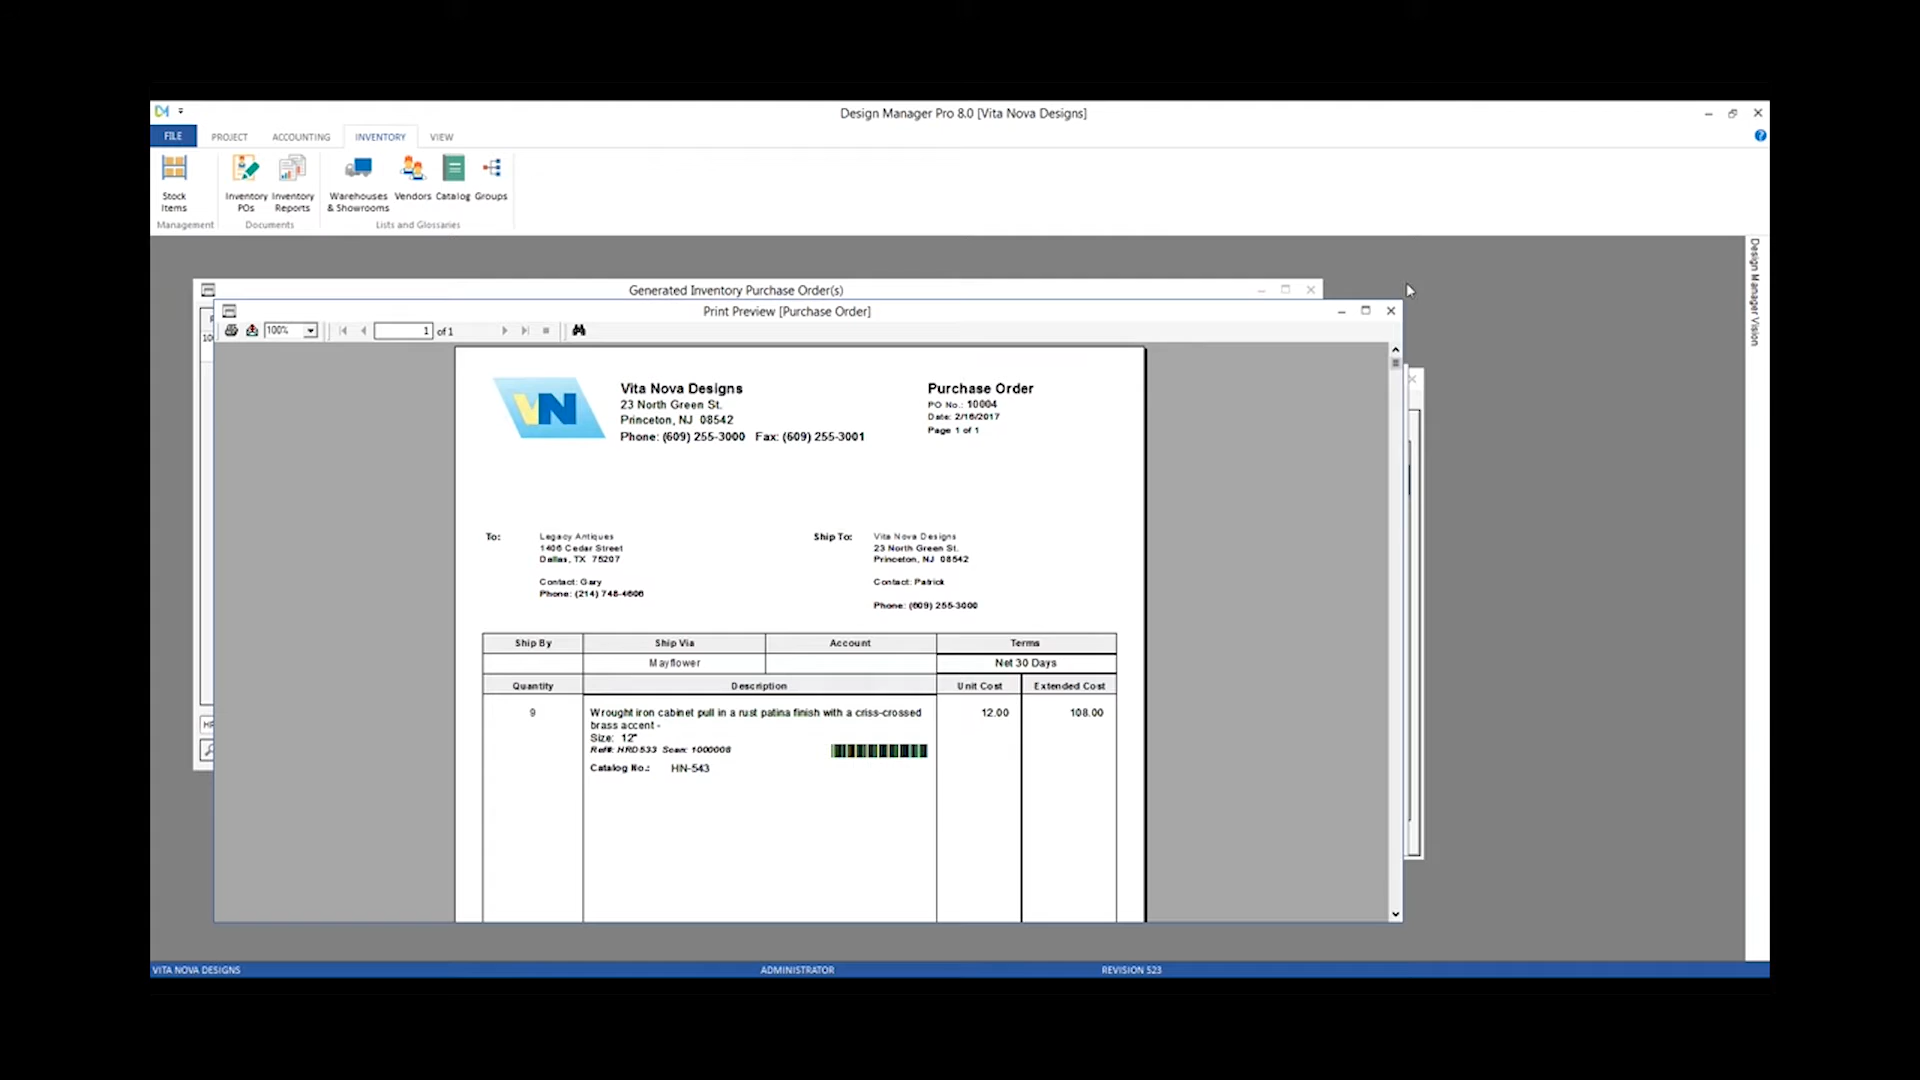 Design Manager Pro 8.0 [Vita Nova Designs]
FILE PROJECT ACCOUNTING INVENTORY VIEW
Stock Items
Inventory POs
Inventory Reports
Warehouses & Showrooms
Vendors
Catalog
Groups
Management Documents Lists and Glossaries
Design Manager Vision
Generated Inventory Purchase Order(s)
Print Preview [Purchase Order]
100% 1 of 1
VN
Vita Nova Designs
23 North Green St.
Princeton, NJ 08542
Phone: (609) 255-3000 Fax: (609) 255-3001
Purchase Order
PO No.: 10004
Date: 2/16/2017
Page 1 of 1
To:
Legacy Antiques
1406 Cedar Street
Dallas, TX 75207
Contact: Gary
Phone: (214) 748-4606
Ship To:
Vita Nova Designs
23 North Green St.
Princeton, NJ 08542
Contact: Patrick
Phone: (609) 255-3000
Ship By Ship Via Account Terms
Mayflower Net 30 Days
Quantity Description Unit Cost Extended Cost
9 Wrought iron cabinet pull in a rust patina finish with a criss-crossed 12.00 108.00
brass accent -
Size: 12"
Ref#: HRD533 Scan: 1000008
Catalog No.: HN-543
VITA NOVA DESIGNS ADMINISTRATOR REVISION 523